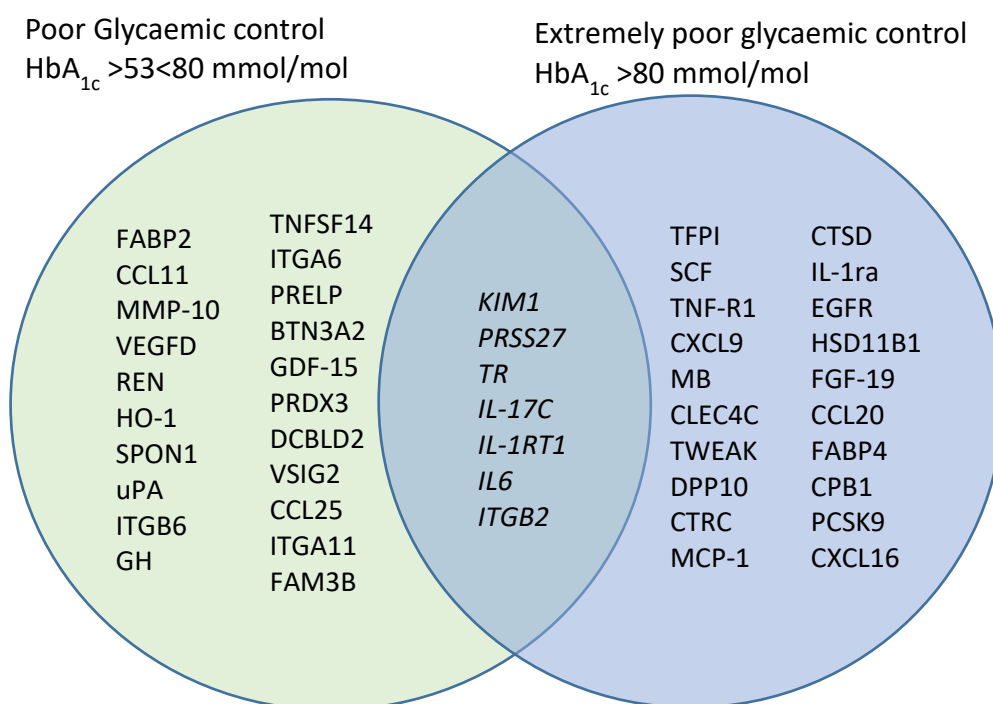 Poor Glycaemic control
HbA1c >53<80 mmol/mol
Extremely poor glycaemic control
HbA1c >80 mmol/mol
FABP2
CCL11
MMP-10
VEGFD
REN
HO-1
SPON1
uPA
ITGB6
GH
TNFSF14
ITGA6
PRELP
BTN3A2
GDF-15
PRDX3
DCBLD2
VSIG2
CCL25
ITGA11
FAM3B
KIM1
PRSS27
TR
IL-17C
IL-1RT1
IL6
ITGB2
TFPI
SCF
TNF-R1
CXCL9
MB
CLEC4C
TWEAK
DPP10
CTRC
MCP-1
CTSD
IL-1ra
EGFR
HSD11B1
FGF-19
CCL20
FABP4
CPB1
PCSK9
CXCL16